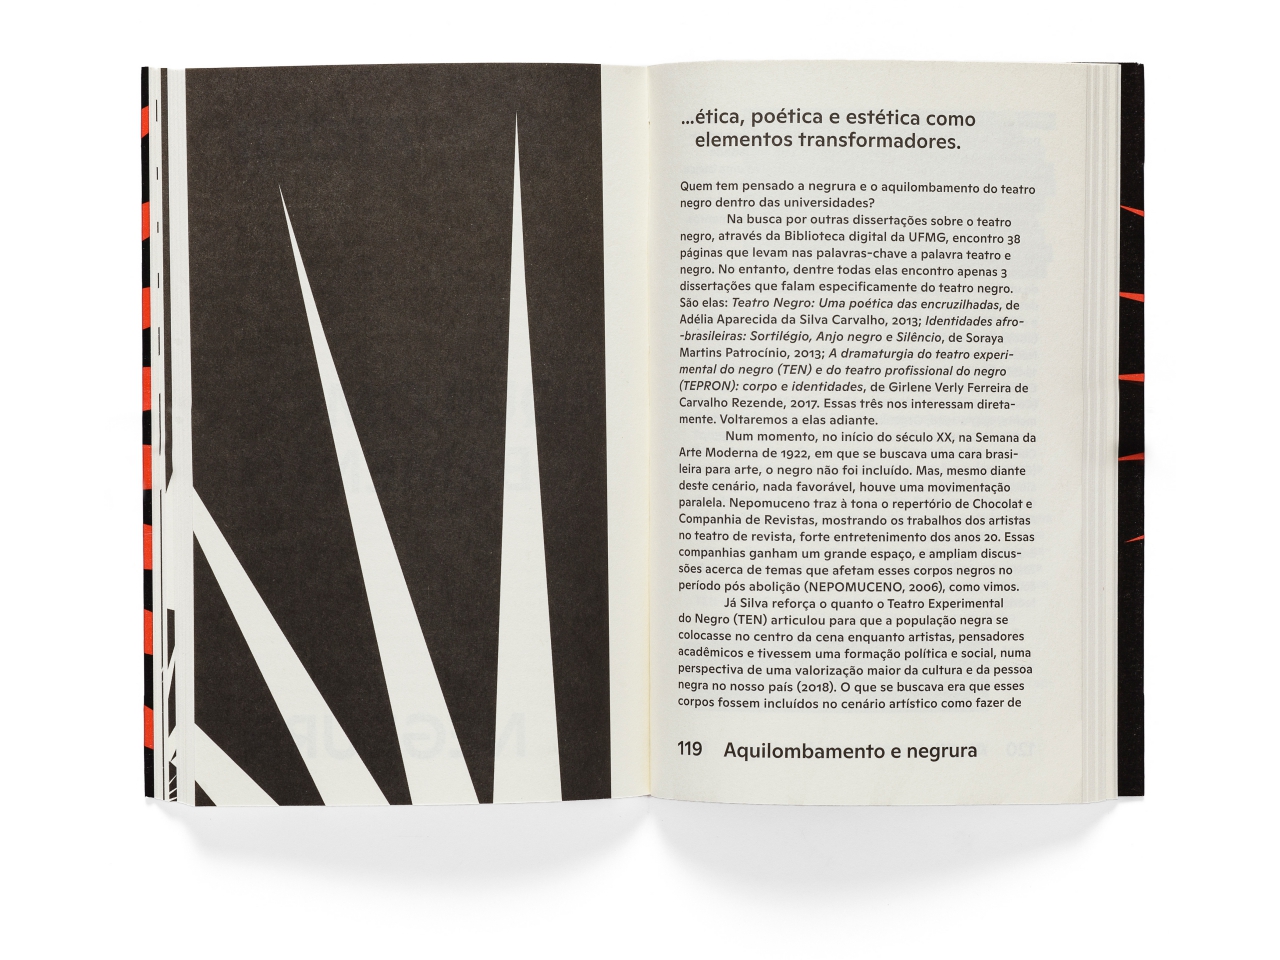 ...ética, poética e estética como
elementos transformadores.
Quem tem pensado a negrura e o aquilombamento do teatro
negro dentro das universidades?
Na busca por outras dissertações sobre o teatro
negro, através da Biblioteca digital da UFMG, encontro 38
páginas que levam nas palavras-chave a palavra teatro e
negro. No entanto, dentre todas elas encontro apenas 3
dissertações que falam especificamente do teatro negro.
São elas: Teatro Negro: Uma poética das encruzilhadas, de
Adélia Aparecida da Silva Carvalho, 2013; Identidades afro-
-brasileiras: Sortilégio, Anjo negro e Silêncio, de Soraya
Martins Patrocínio, 2013; A dramaturgia do teatro experi-
mental do negro (TEN) e do teatro profissional do negro
(TEPRON): corpo e identidades, de Girlene Verly Ferreira de
Carvalho Rezende, 2017. Essas três nos interessam direta-
mente. Voltaremos a elas adiante.
Num momento, no início do século XX, na Semana da
Arte Moderna de 1922, em que se buscava uma cara brasi-
leira para arte, o negro não foi incluído. Mas, mesmo diante
deste cenário, nada favorável, houve uma movimentação
paralela. Nepomuceno traz à tona o repertório de Chocolat e
Companhia de Revistas, mostrando os trabalhos dos artistas
no teatro de revista, forte entretenimento dos anos 20. Essas
companhias ganham um grande espaço, e ampliam discus-
sões acerca de temas que afetam esses corpos negros no
período pós abolição (NEPOMUCENO, 2006), como vimos.
Já Silva reforça o quanto o Teatro Experimental
do Negro (TEN) articulou para que a população negra se
colocasse no centro da cena enquanto artistas, pensadores
acadêmicos e tivessem uma formação política e social, numa
perspectiva de uma valorização maior da cultura e da pessoa
negra no nosso país (2018). O que se buscava era que esses
corpos fossem incluídos no cenário artístico como fazer de
119 Aquilombamento e negrura